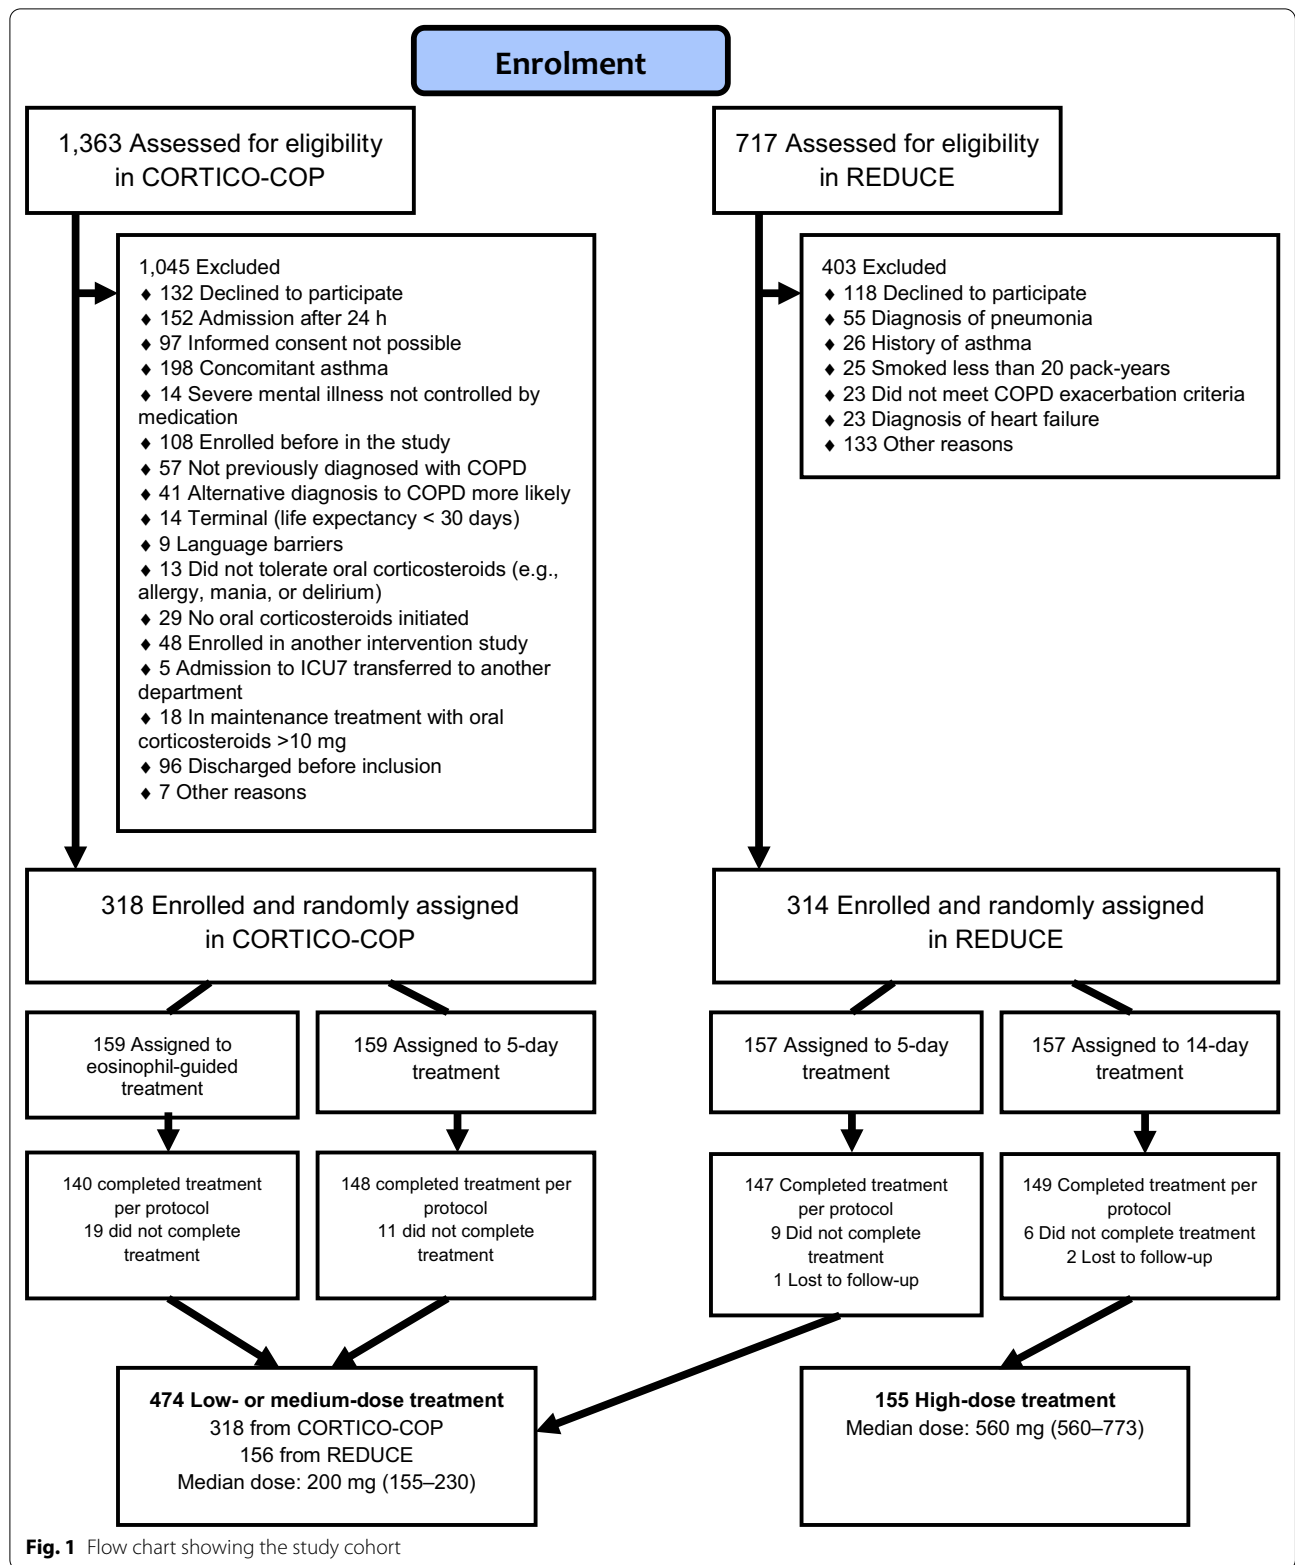 Enrolment
1,363 Assessed for eligibility
in CORTICO-COP
717 Assessed for eligibility
in REDUCE
1,045 Excluded
♦ 132 Declined to participate
♦ 152 Admission after 24 h
♦ 97 Informed consent not possible
♦ 198 Concomitant asthma
♦ 14 Severe mental illness not controlled by
medication
♦ 108 Enrolled before in the study
♦ 57 Not previously diagnosed with COPD
♦ 41 Alternative diagnosis to COPD more likely
♦ 14 Terminal (life expectancy < 30 days)
♦ 9 Language barriers
♦ 13 Did not tolerate oral corticosteroids (e.g.,
allergy, mania, or delirium)
♦ 29 No oral corticosteroids initiated
♦ 48 Enrolled in another intervention study
♦ 5 Admission to ICU7 transferred to another
department
♦ 18 In maintenance treatment with oral
corticosteroids >10 mg
♦ 96 Discharged before inclusion
♦ 7 Other reasons
403 Excluded
♦ 118 Declined to participate
♦ 55 Diagnosis of pneumonia
♦ 26 History of asthma
♦ 25 Smoked less than 20 pack-years
♦ 23 Did not meet COPD exacerbation criteria
♦ 23 Diagnosis of heart failure
♦ 133 Other reasons
318 Enrolled and randomly assigned
in CORTICO-COP
314 Enrolled and randomly assigned
in REDUCE
159 Assigned to
eosinophil-guided
treatment
159 Assigned to 5-day
treatment
157 Assigned to 5-day
treatment
157 Assigned to 14-day
treatment
140 completed treatment
per protocol
19 did not complete
treatment
148 completed treatment per
protocol
11 did not complete
treatment
147 Completed treatment
per protocol
9 Did not complete
treatment
1 Lost to follow-up
149 Completed treatment per
protocol
6 Did not complete treatment
2 Lost to follow-up
474 Low- or medium-dose treatment
318 from CORTICO-COP
156 from REDUCE
Median dose: 200 mg (155–230)
155 High-dose treatment
Median dose: 560 mg (560–773)
Fig. 1 Flow chart showing the study cohort